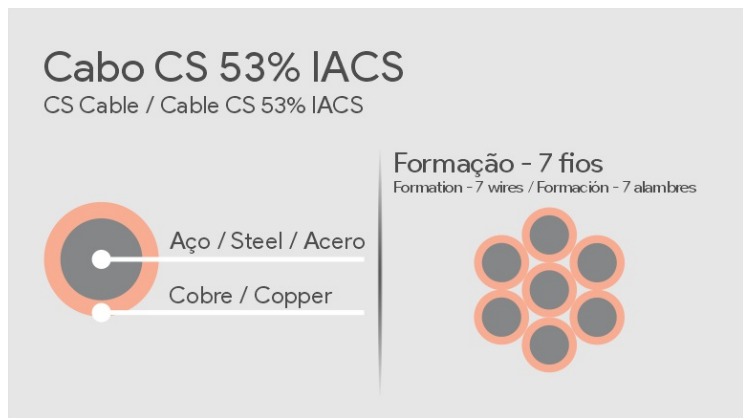 Cabo CS 53% IACS
CS Cable / Cable CS 53% IACS
Aço / Steel / Acero
Cobre / Copper
Formação - 7 fios
Formation - 7 wires / Formación - 7 alambres